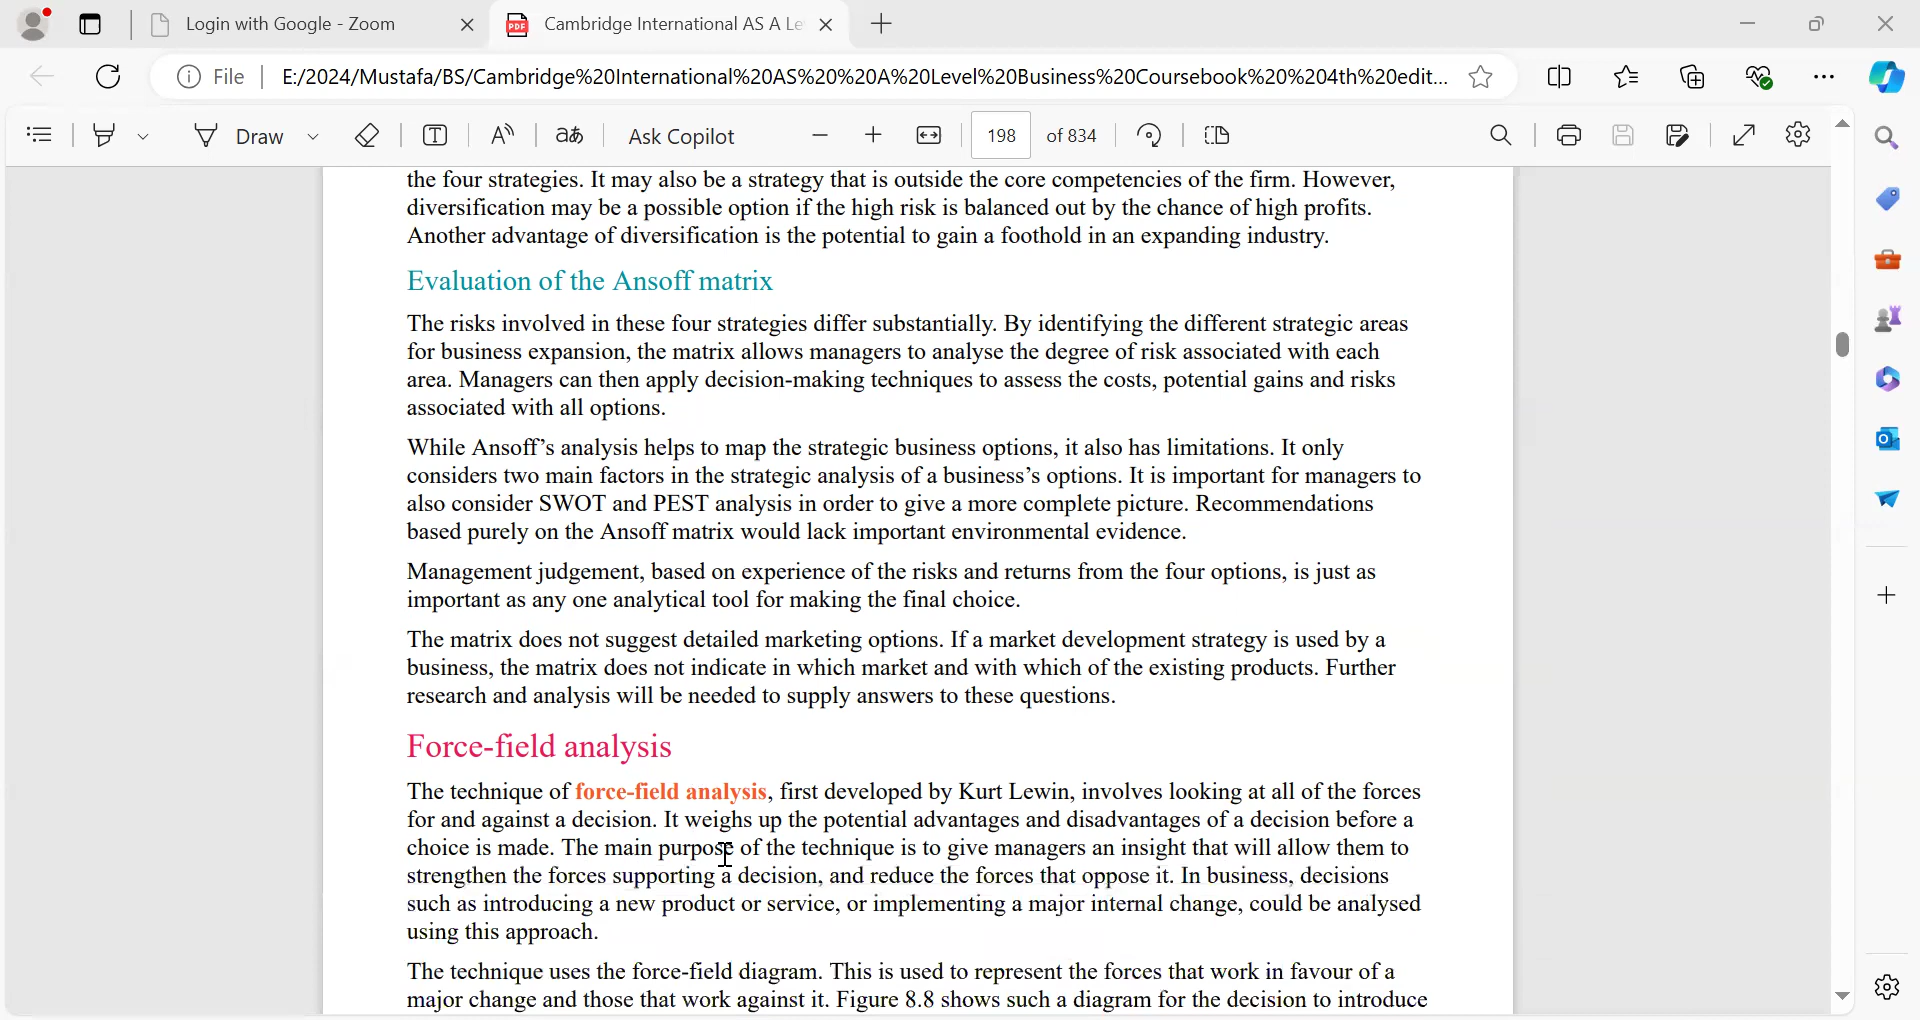 Login with Google - Zoom
Cambridge International AS A Le
File
E:/2024/Mustafa/BS/Cambridge%20International%20AS%20%20A%20Level%20Business%20Coursebook%20%204th%20edit...
Draw
Ask Copilot
198 of 834
the four strategies. It may also be a strategy that is outside the core competencies of the firm. However,
diversification may be a possible option if the high risk is balanced out by the chance of high profits.
Another advantage of diversification is the potential to gain a foothold in an expanding industry.
Evaluation of the Ansoff matrix
The risks involved in these four strategies differ substantially. By identifying the different strategic areas
for business expansion, the matrix allows managers to analyse the degree of risk associated with each
area. Managers can then apply decision-making techniques to assess the costs, potential gains and risks
associated with all options.
While Ansoff’s analysis helps to map the strategic business options, it also has limitations. It only
considers two main factors in the strategic analysis of a business’s options. It is important for managers to
also consider SWOT and PEST analysis in order to give a more complete picture. Recommendations
based purely on the Ansoff matrix would lack important environmental evidence.
Management judgement, based on experience of the risks and returns from the four options, is just as
important as any one analytical tool for making the final choice.
The matrix does not suggest detailed marketing options. If a market development strategy is used by a
business, the matrix does not indicate in which market and with which of the existing products. Further
research and analysis will be needed to supply answers to these questions.
Force-field analysis
The technique of force-field analysis, first developed by Kurt Lewin, involves looking at all of the forces
for and against a decision. It weighs up the potential advantages and disadvantages of a decision before a
choice is made. The main purpose of the technique is to give managers an insight that will allow them to
strengthen the forces supporting a decision, and reduce the forces that oppose it. In business, decisions
such as introducing a new product or service, or implementing a major internal change, could be analysed
using this approach.
The technique uses the force-field diagram. This is used to represent the forces that work in favour of a
major change and those that work against it. Figure 8.8 shows such a diagram for the decision to introduce